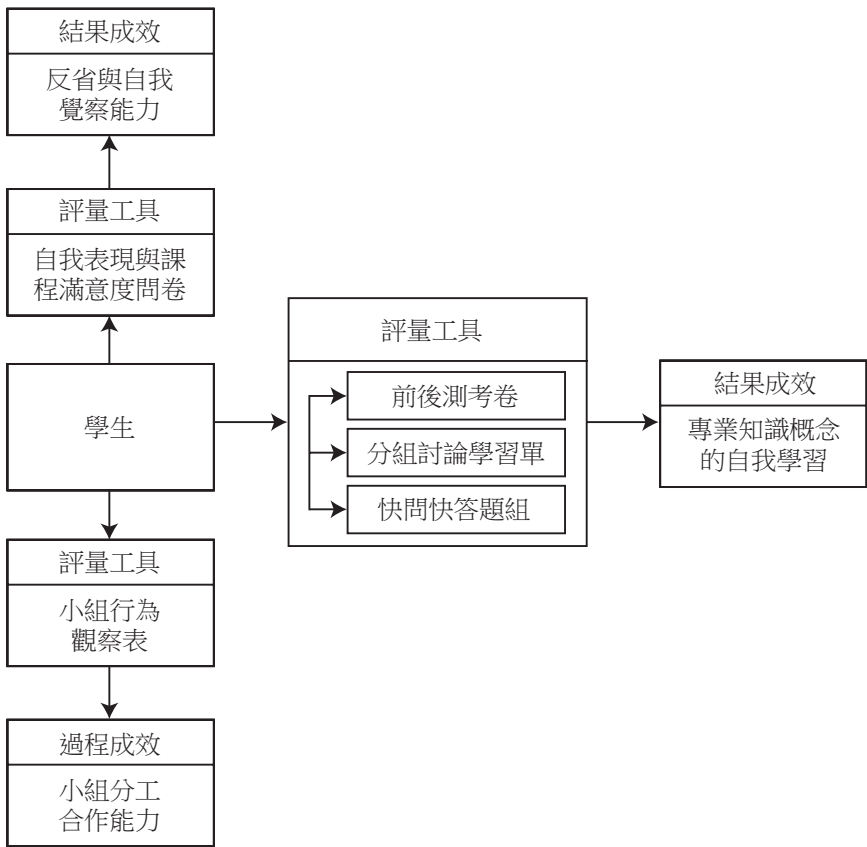 結果成效
反省與自我
覺察能力
評量工具
自我表現與課
程滿意度問卷
學生
評量工具
前後測考卷
分組討論學習單
快問快答題組
結果成效
專業知識概念
的自我學習
評量工具
小組行為
觀察表
過程成效
小組分工
合作能力